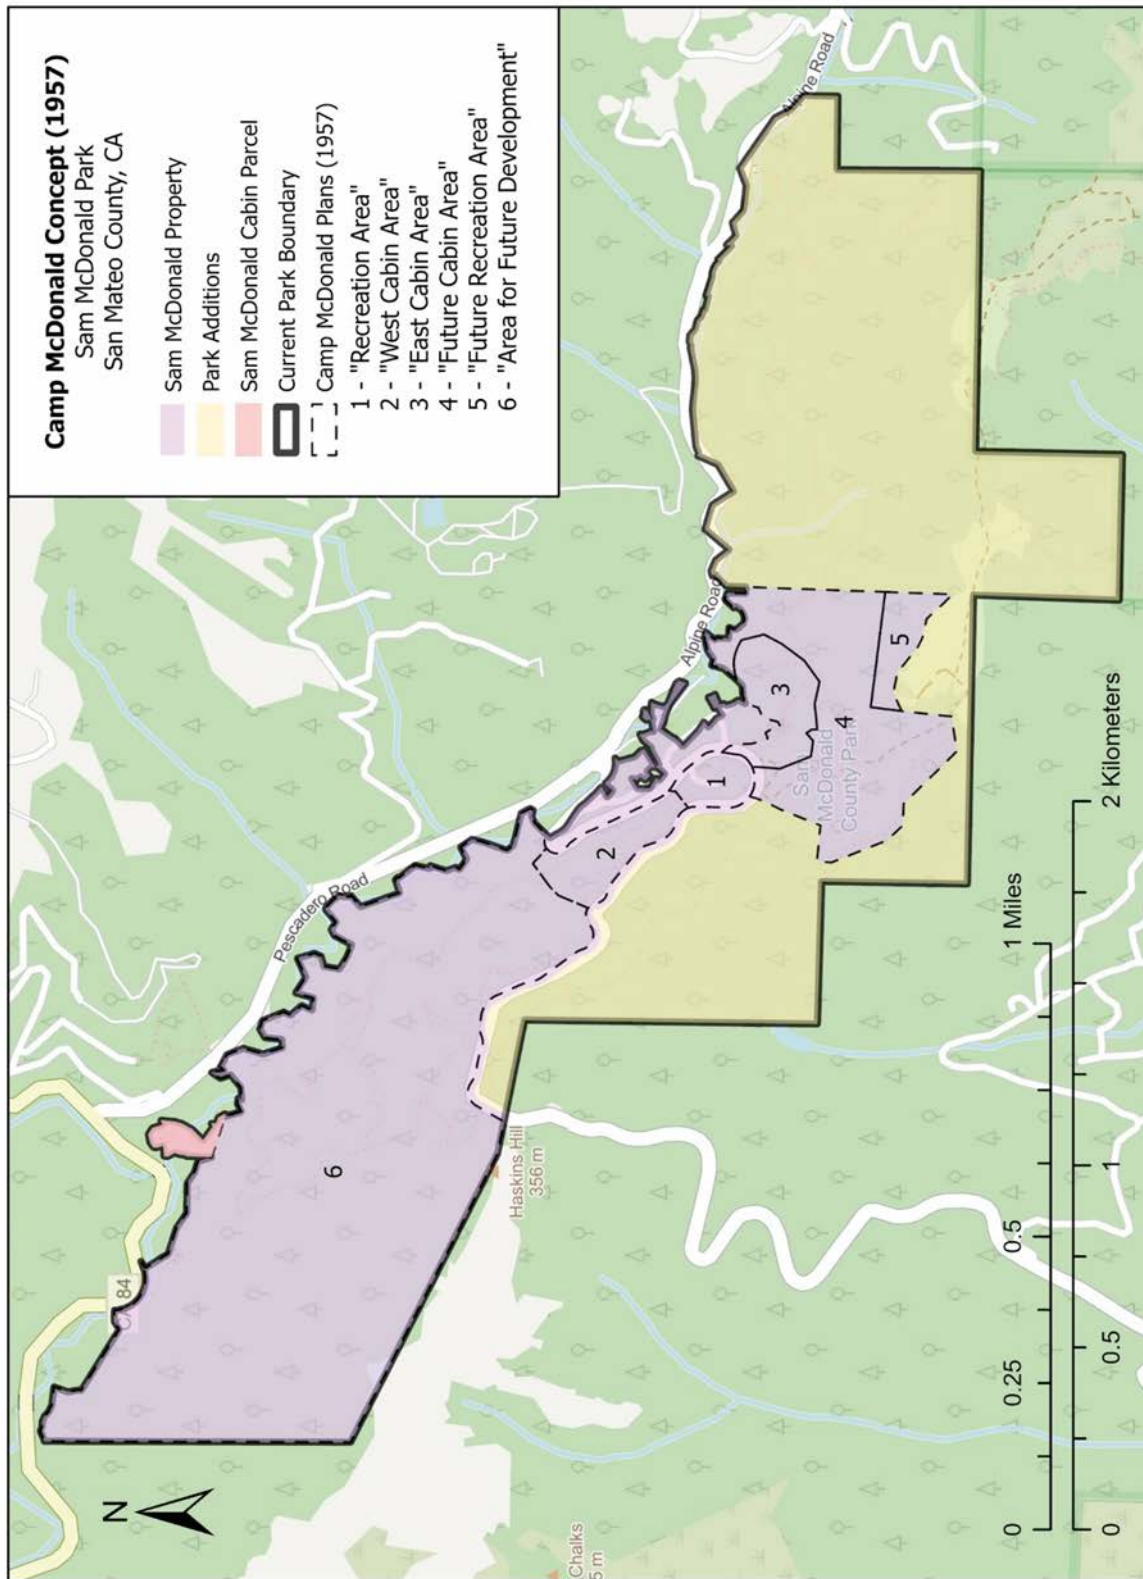 Camp McDonald Concept (1957)
Sam McDonald Park
San Mateo County, CA
Sam McDonald Property
Park Additions
Sam McDonald Cabin Parcel
Current Park Boundary
Camp McDonald Plans (1957)
1 - "Recreation Area"
2 - "West Cabin Area"
3 - "East Cabin Area"
4 - "Future Cabin Area"
5 - "Future Recreation Area"
6 - "Area for Future Development"
N
CA 84
Pescadero Road
Alpine Road
Alpine Road
6
2
1
3
4
5
Haskins Hill
356 m
McDonald
County Park
Chalks
5 m
0
0.25
0.5
1 Miles
0
0.5
1
2 Kilometers